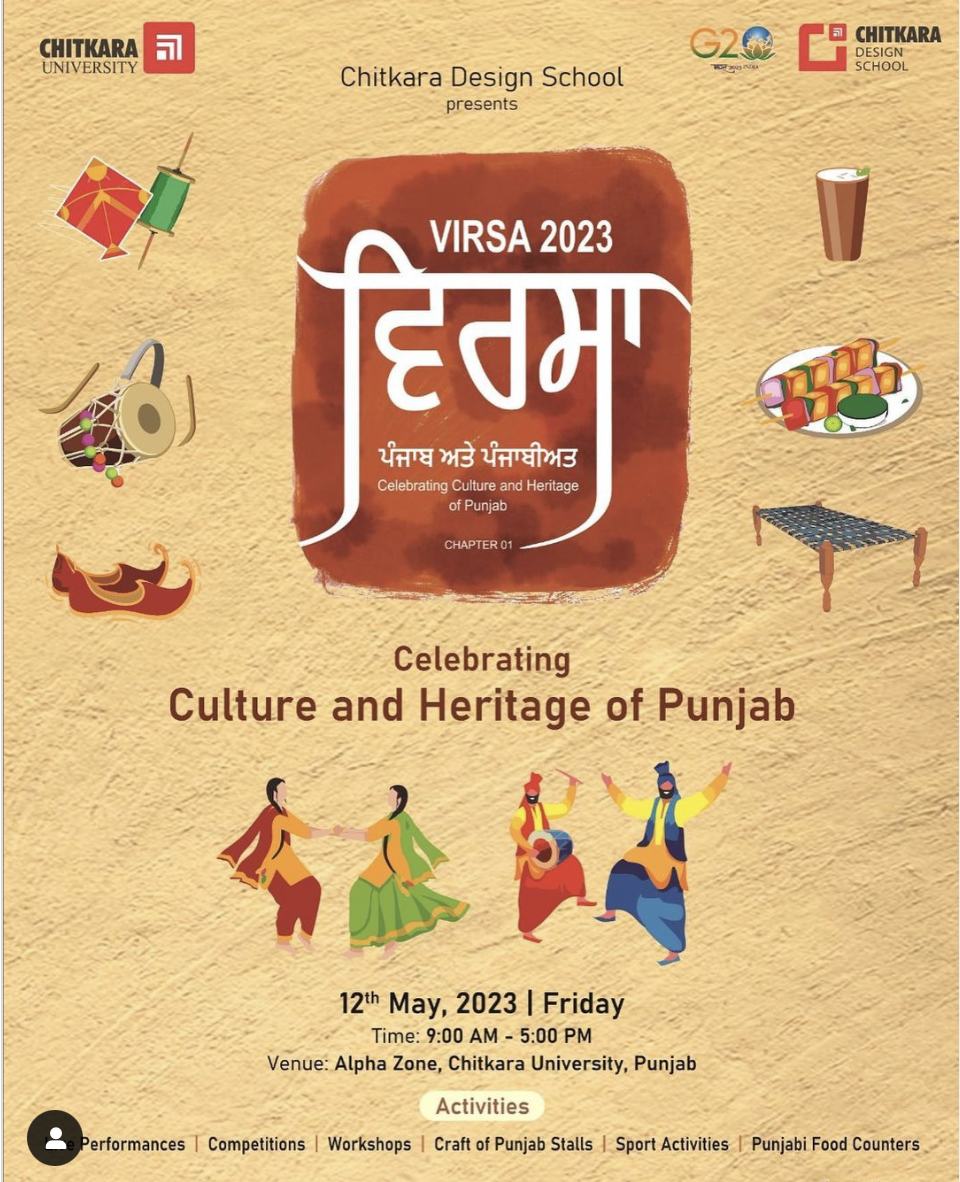 CHITKARA
UNIVERSITY
G20
CHITKARA
DESIGN
SCHOOL
Chitkara Design School
presents
VIRSA 2023
ਵਿਰਸਾ
ਪੰਜਾਬ ਅਤੇ ਪੰਜਾਬੀਅਤ
Celebrating Culture and Heritage
of Punjab
CHAPTER 01
Celebrating
Culture and Heritage of Punjab
12th May, 2023 | Friday
Time: 9:00 AM - 5:00 PM
Venue: Alpha Zone, Chitkara University, Punjab
Activities
Performances | Competitions | Workshops | Craft of Punjab Stalls | Sport Activities | Punjabi Food Counters